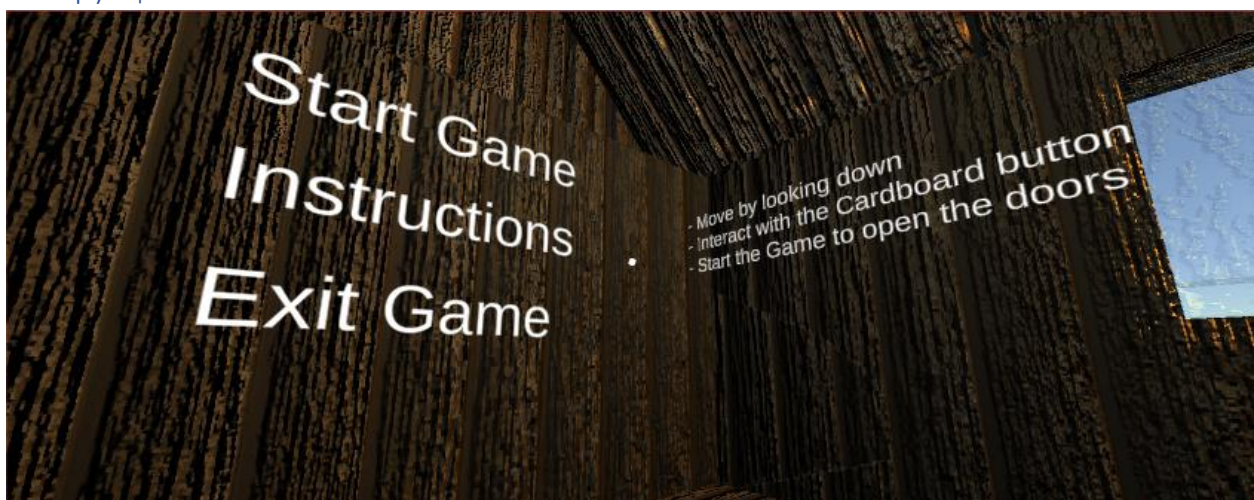 Start Game
Instructions
Exit Game
- Move by looking down
- Interact with the Cardboard button
- Start the Game to open the doors